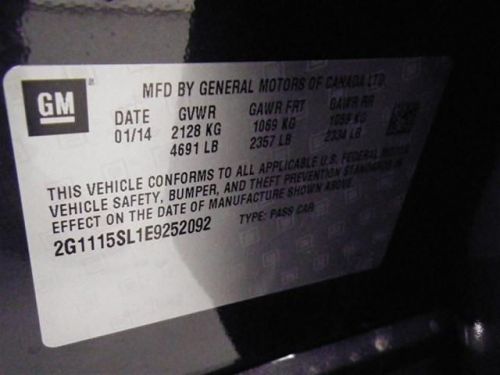 GM
MFD BY GENERAL MOTORS OF CANADA LTD
DATE GVWR GAWR FRT GAWR RR
01/14 2128 KG 1069 KG 1059 KG
4691 LB 2357 LB 2334 LB
THIS VEHICLE CONFORMS TO ALL APPLICABLE U.S. FEDERAL MOTOR
VEHICLE SAFETY, BUMPER, AND THEFT PREVENTION STANDARDS IN
EFFECT ON THE DATE OF MANUFACTURE SHOWN ABOVE.
2G1115SL1E9252092 TYPE: PASS CAR